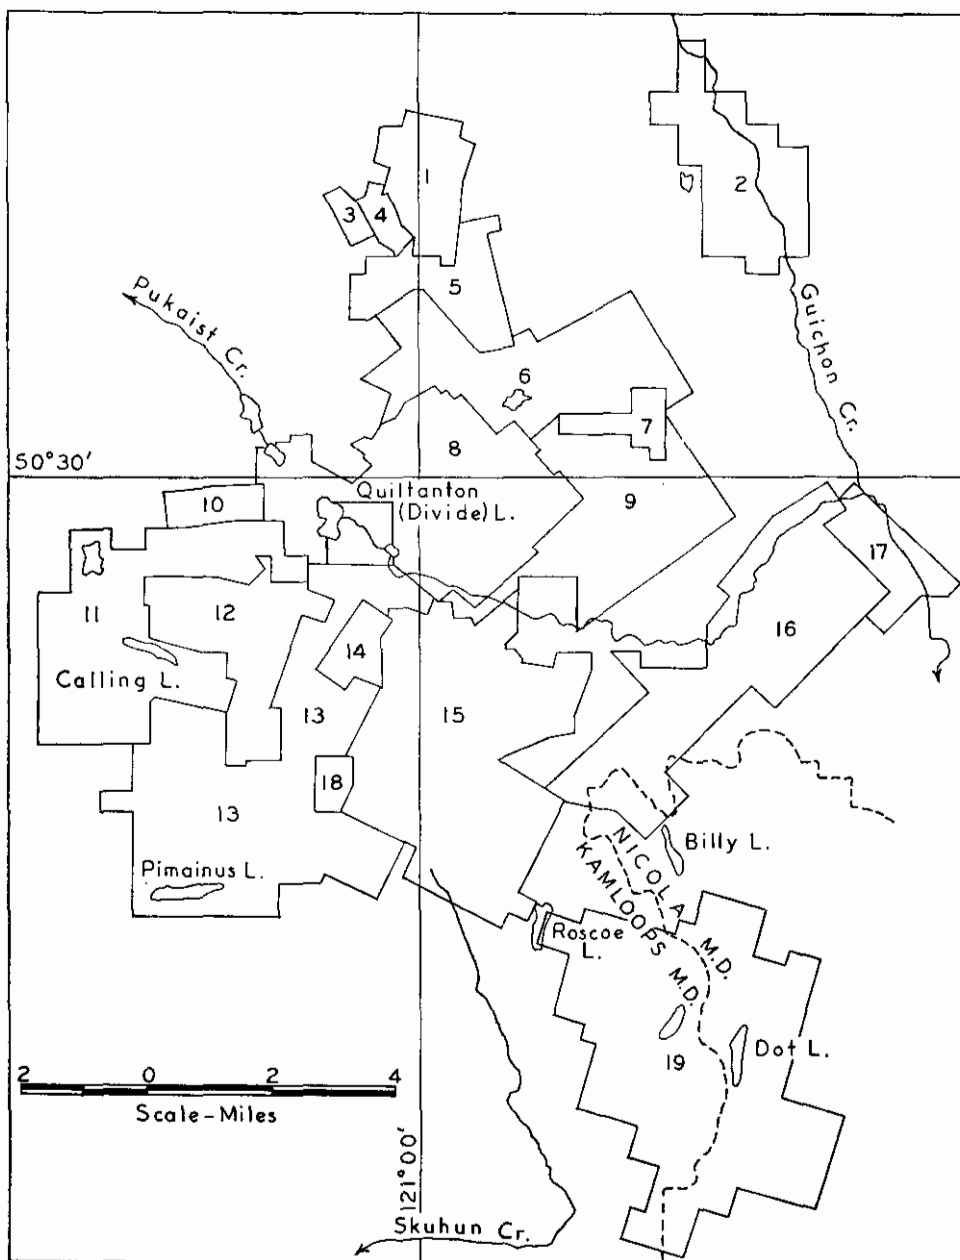 1
2
3
4
5
Pukaist Cr.
Guichon Cr.
6
7
8
50°30'
Quiltanton
(Divide) L.
9
10
17
11
12
14
16
Calling L.
13
15
18
13
Billy L.
NICOLA M.D.
KAMLOOPS M.D.
Pimainus L.
Roscoe
L.
19
Dot L.
2 0 2 4
Scale-Miles
121°00'
Skuhun Cr.